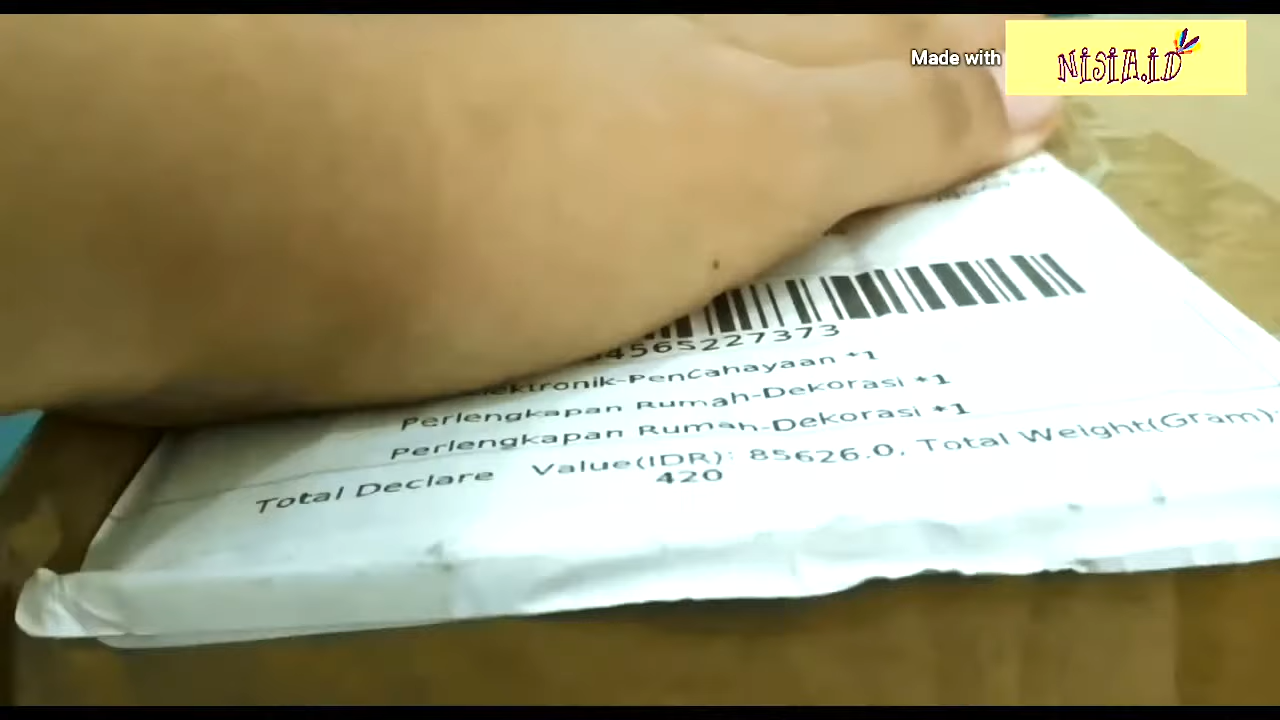 Made with NISIA.ID
4565227373
Elektronik-Pencahayaan *1
Perlengkapan Rumah-Dekorasi *1
Perlengkapan Rumah-Dekorasi *1
Total Declare Value(IDR): 85626.0, Total Weight(Gram):
420